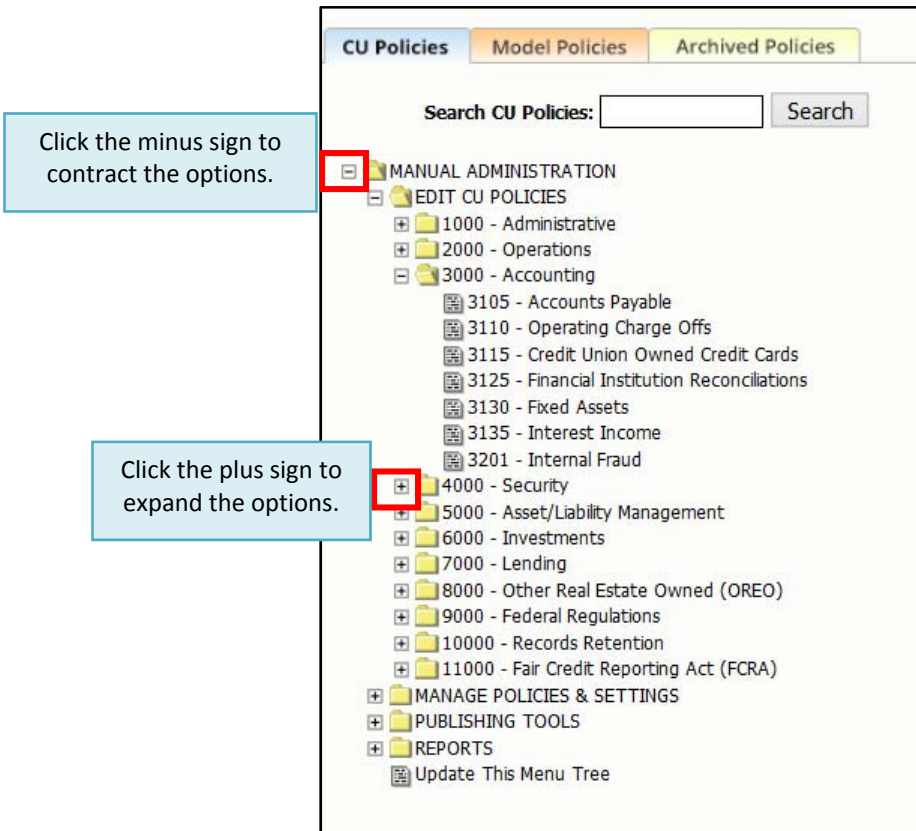 CU Policies Model Policies Archived Policies
Search CU Policies: Search
Click the minus sign to
contract the options.
MANUAL ADMINISTRATION
EDIT CU POLICIES
1000 - Administrative
2000 - Operations
3000 - Accounting
3105 - Accounts Payable
3110 - Operating Charge Offs
3115 - Credit Union Owned Credit Cards
3125 - Financial Institution Reconciliations
3130 - Fixed Assets
3135 - Interest Income
3201 - Internal Fraud
Click the plus sign to
expand the options.
4000 - Security
5000 - Asset/Liability Management
6000 - Investments
7000 - Lending
8000 - Other Real Estate Owned (OREO)
9000 - Federal Regulations
10000 - Records Retention
11000 - Fair Credit Reporting Act (FCRA)
MANAGE POLICIES & SETTINGS
PUBLISHING TOOLS
REPORTS
Update This Menu Tree